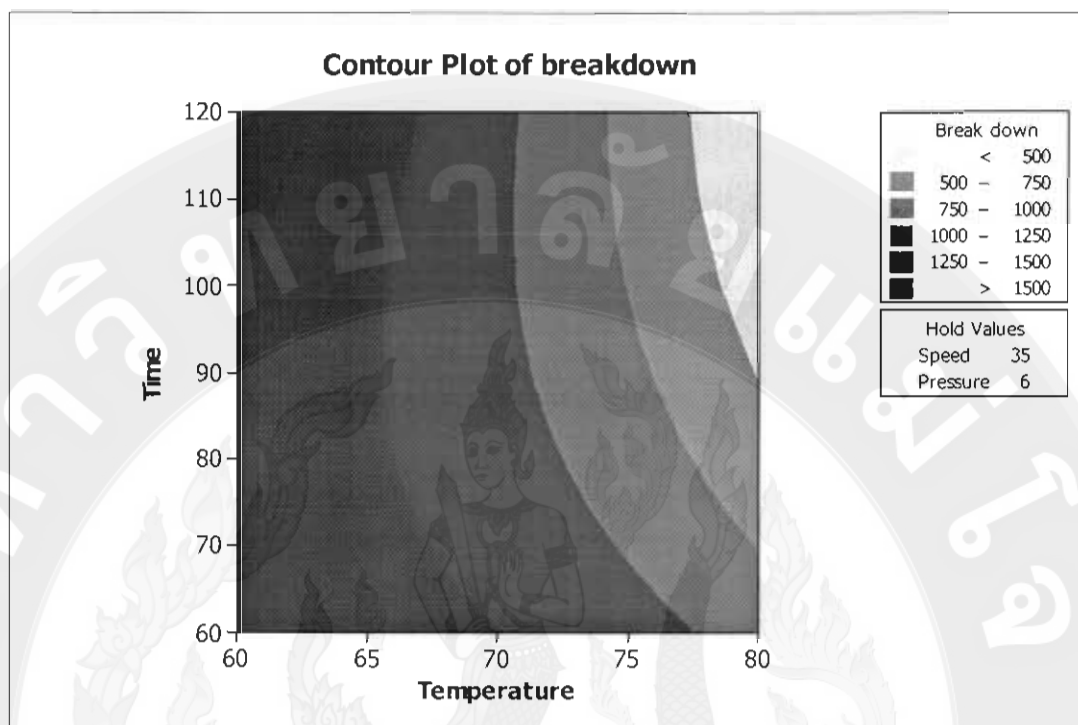 Contour Plot of breakdown
120
110
100
90
80
70
60
Time
60 65 70 75 80
Temperature
Break down
< 500
500 – 750
750 – 1000
1000 – 1250
1250 – 1500
> 1500
Hold Values
Speed 35
Pressure 6